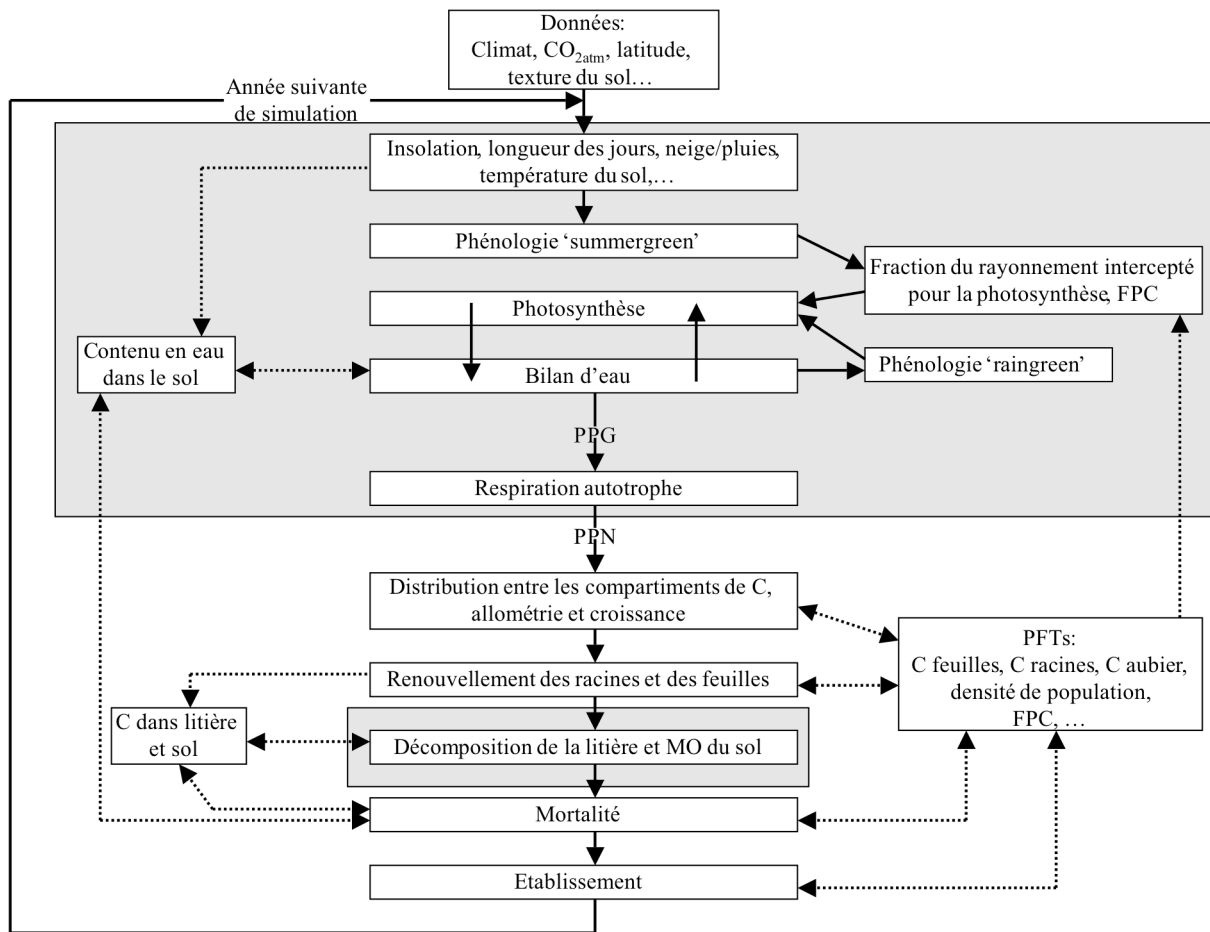 Données:
Climat, CO2atm, latitude,
texture du sol…
Année suivante
de simulation
Insolation, longueur des jours, neige/pluies,
température du sol,…
Phénologie ‘summergreen’
Fraction du rayonnement intercepté
pour la photosynthèse, FPC
Photosynthèse
Contenu en eau
dans le sol
Phénologie ‘raingreen’
Bilan d’eau
PPG
Respiration autotrophe
PPN
Distribution entre les compartiments de C,
allométrie et croissance
PFTs:
C feuilles, C racines, C aubier,
densité de population,
FPC, …
Renouvellement des racines et des feuilles
C dans litière
et sol
Décomposition de la litière et MO du sol
Mortalité
Etablissement